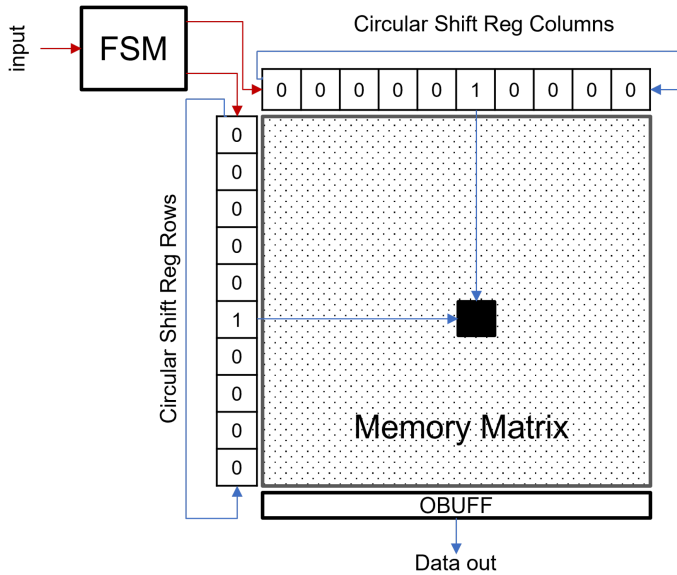 Circular Shift Reg Columns
input
FSM
0 0 0 0 0 1 0 0 0 0
0
0
0
0
0
1
0
0
0
0
Circular Shift Reg Rows
Memory Matrix
OBUFF
Data out